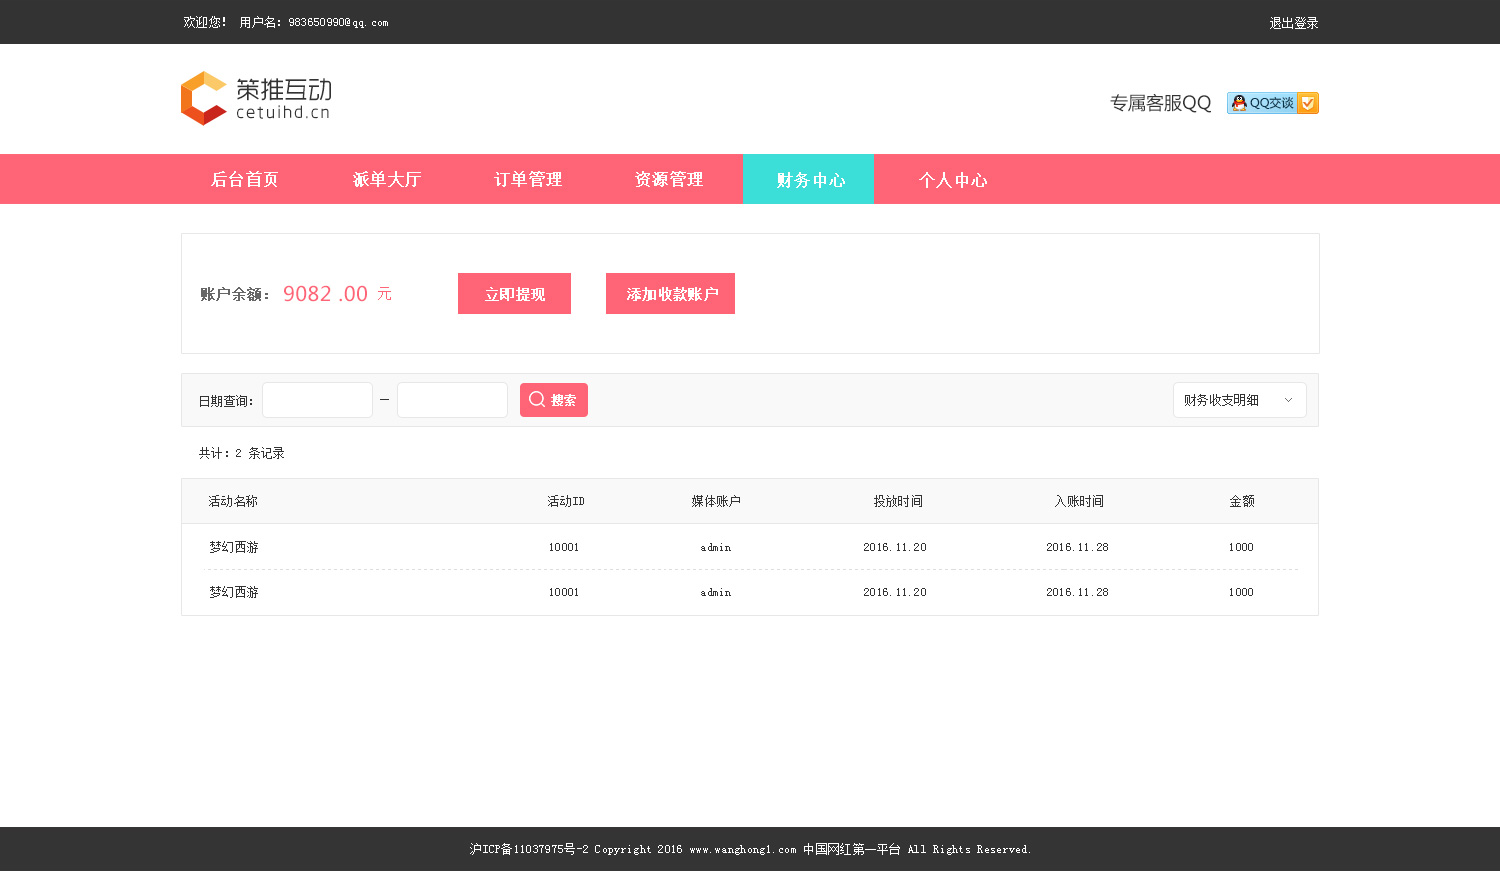 欢迎您! 用户名: 983650990@qq.com
退出登录
策推互动
cetuihd.cn
专属客服QQ
QQ交谈
后台首页 派单大厅 订单管理 资源管理 财务中心 个人中心
账户余额: 9082 .00 元
立即提现
添加收款账户
日期查询: — 搜索
财务收支明细
共计: 2 条记录
活动名称 活动ID 媒体账户 投放时间 入账时间 金额
梦幻西游 10001 admin 2016.11.20 2016.11.28 1000
梦幻西游 10001 admin 2016.11.20 2016.11.28 1000
沪ICP备11037975号-2 Copyright 2016 www.wanghong1.com 中国网红第一平台 All Rights Reserved.